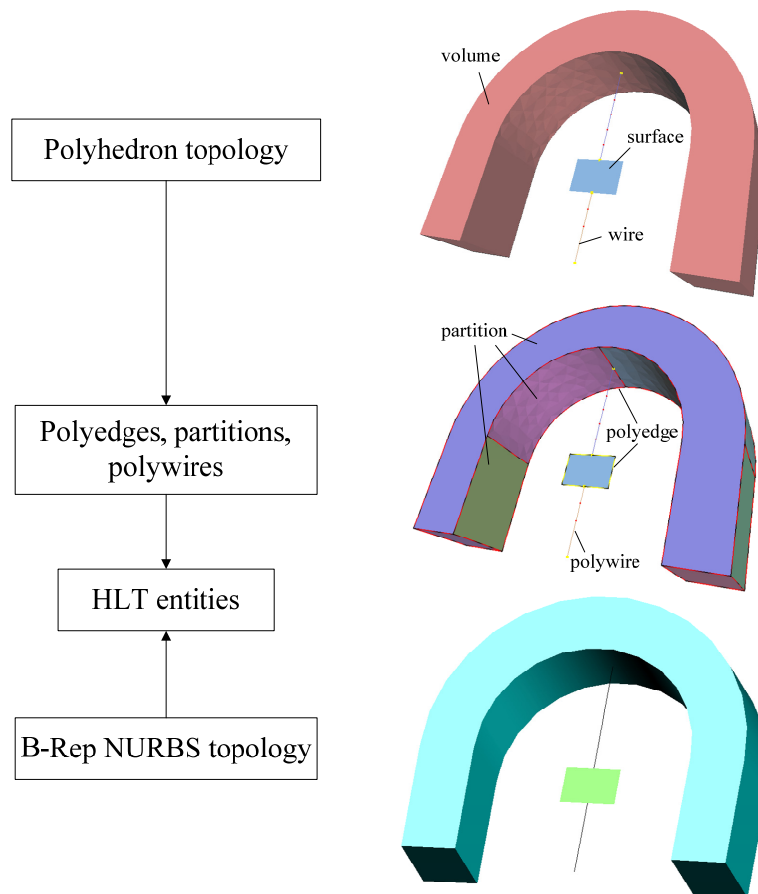 volume
Polyhedron topology
surface
wire
partition
Polyedges, partitions,
polywires
polyedge
polywire
HLT entities
B-Rep NURBS topology